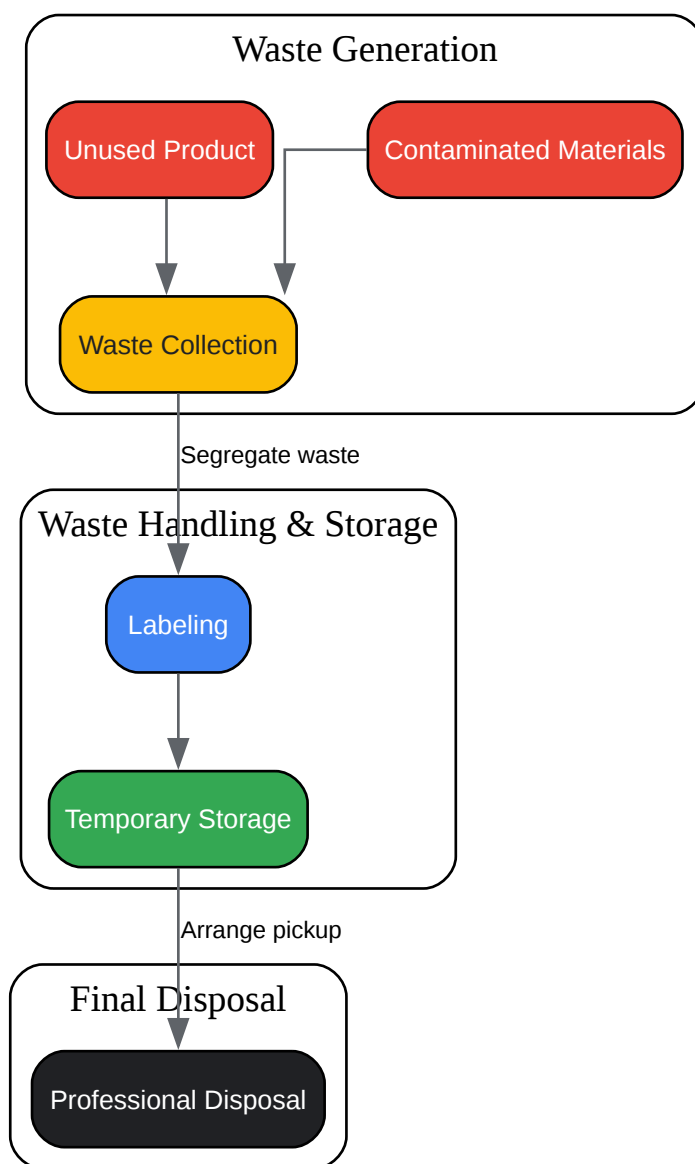 Waste Generation
Unused Product
Contaminated Materials
Waste Collection
Segregate waste
Waste Handling & Storage
Labeling
Temporary Storage
Arrange pickup
Final Disposal
Professional Disposal